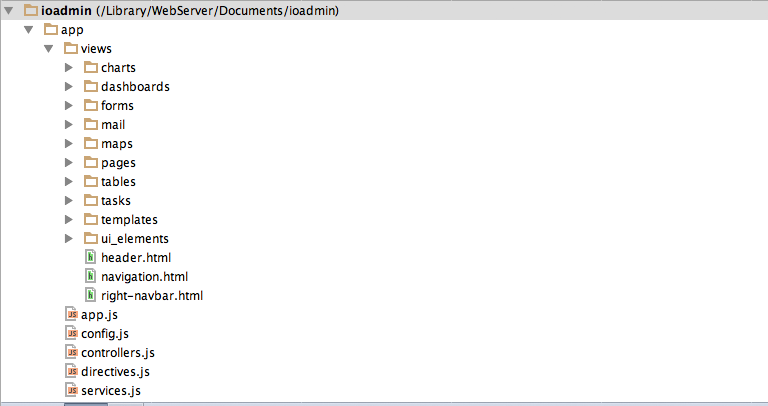 ioadmin (/Library/WebServer/Documents/ioadmin)
app
views
charts
dashboards
forms
mail
maps
pages
tables
tasks
templates
ui_elements
header.html
navigation.html
right-navbar.html
app.js
config.js
controllers.js
directives.js
services.js